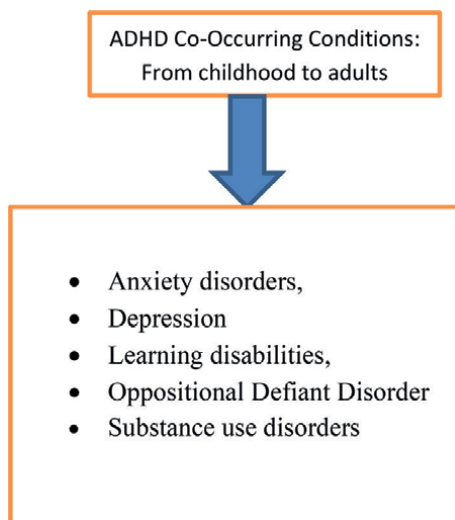 ADHD Co-Occurring Conditions:
From childhood to adults
• Anxiety disorders,
• Depression
• Learning disabilities,
• Oppositional Defiant Disorder
• Substance use disorders